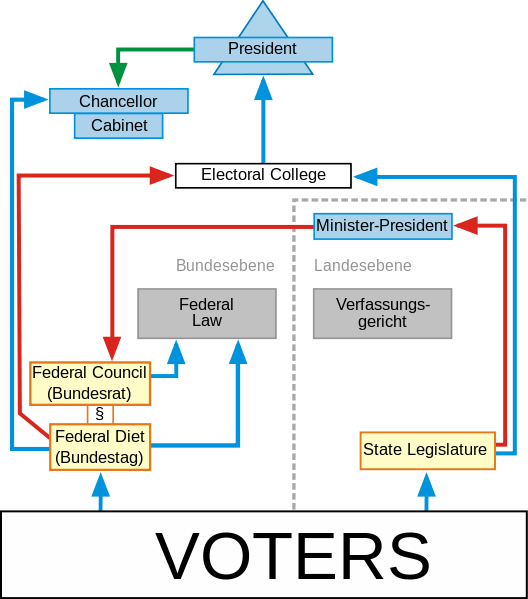 President
Chancellor
Cabinet
Electoral College
Minister-President
Bundesebene
Landesebene
Federal
Law
Verfassungs-
gericht
Federal Council
(Bundesrat)
§
Federal Diet
(Bundestag)
State Legislature
VOTERS